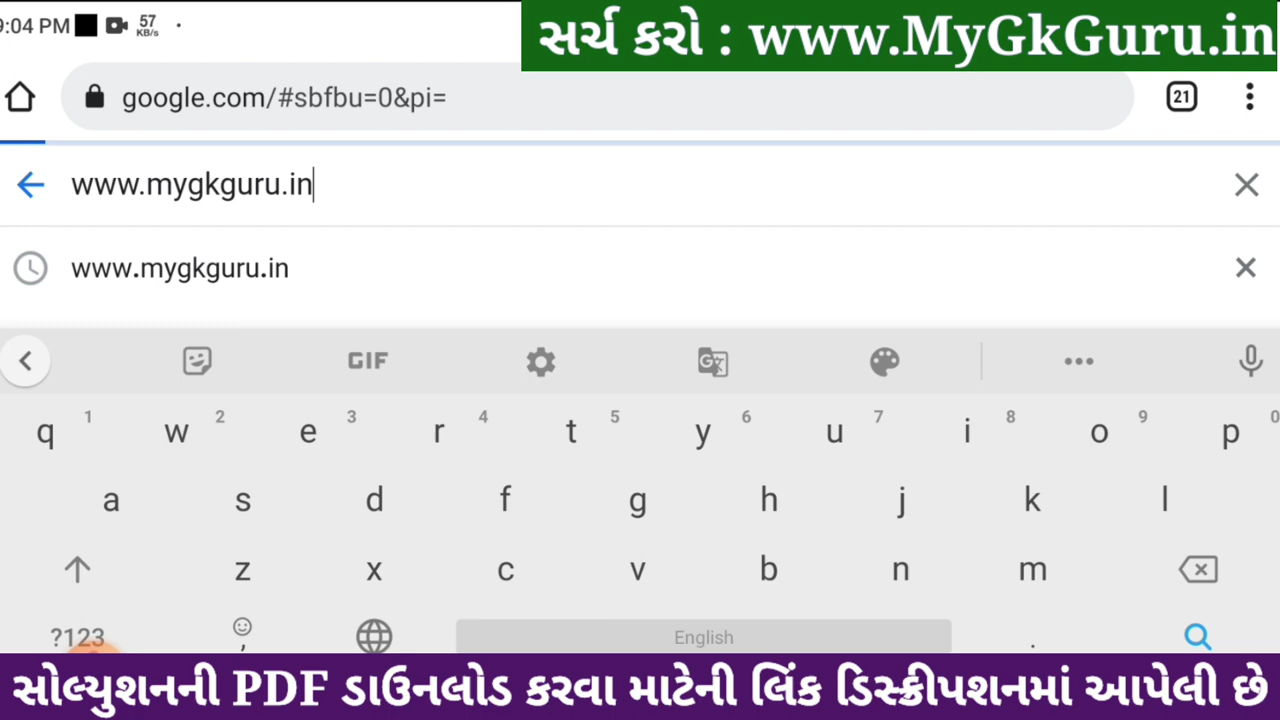 9:04 PM 57 KB/s
સર્ચ કરો : www.MyGkGuru.in
google.com/#sbfbu=0&pi=
21
www.mygkguru.in
www.mygkguru.in
GIF
q 1 w 2 e 3 r 4 t 5 y 6 u 7 i 8 o 9 p 0
a s d f g h j k l
z x c v b n m
?123 , English .
સોલ્યુશનની PDF ડાઉનલોડ કરવા માટેની લિંક ડિસ્ક્રીપશનમાં આપેલી છે